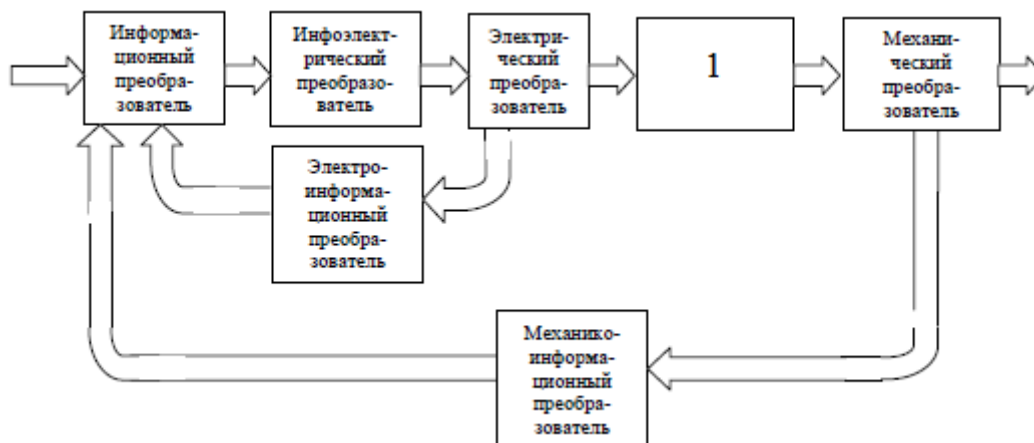 Информа-
ционный
преобра-
зователь
Инфоэлект-
рический
преобразо-
ватель
Электри-
ческий
преобра-
зователь
1
Механи-
ческий
преобра-
зователь
Электро-
информа-
ционный
преобра-
зователь
Механико-
информа-
ционный
преобра-
зователь